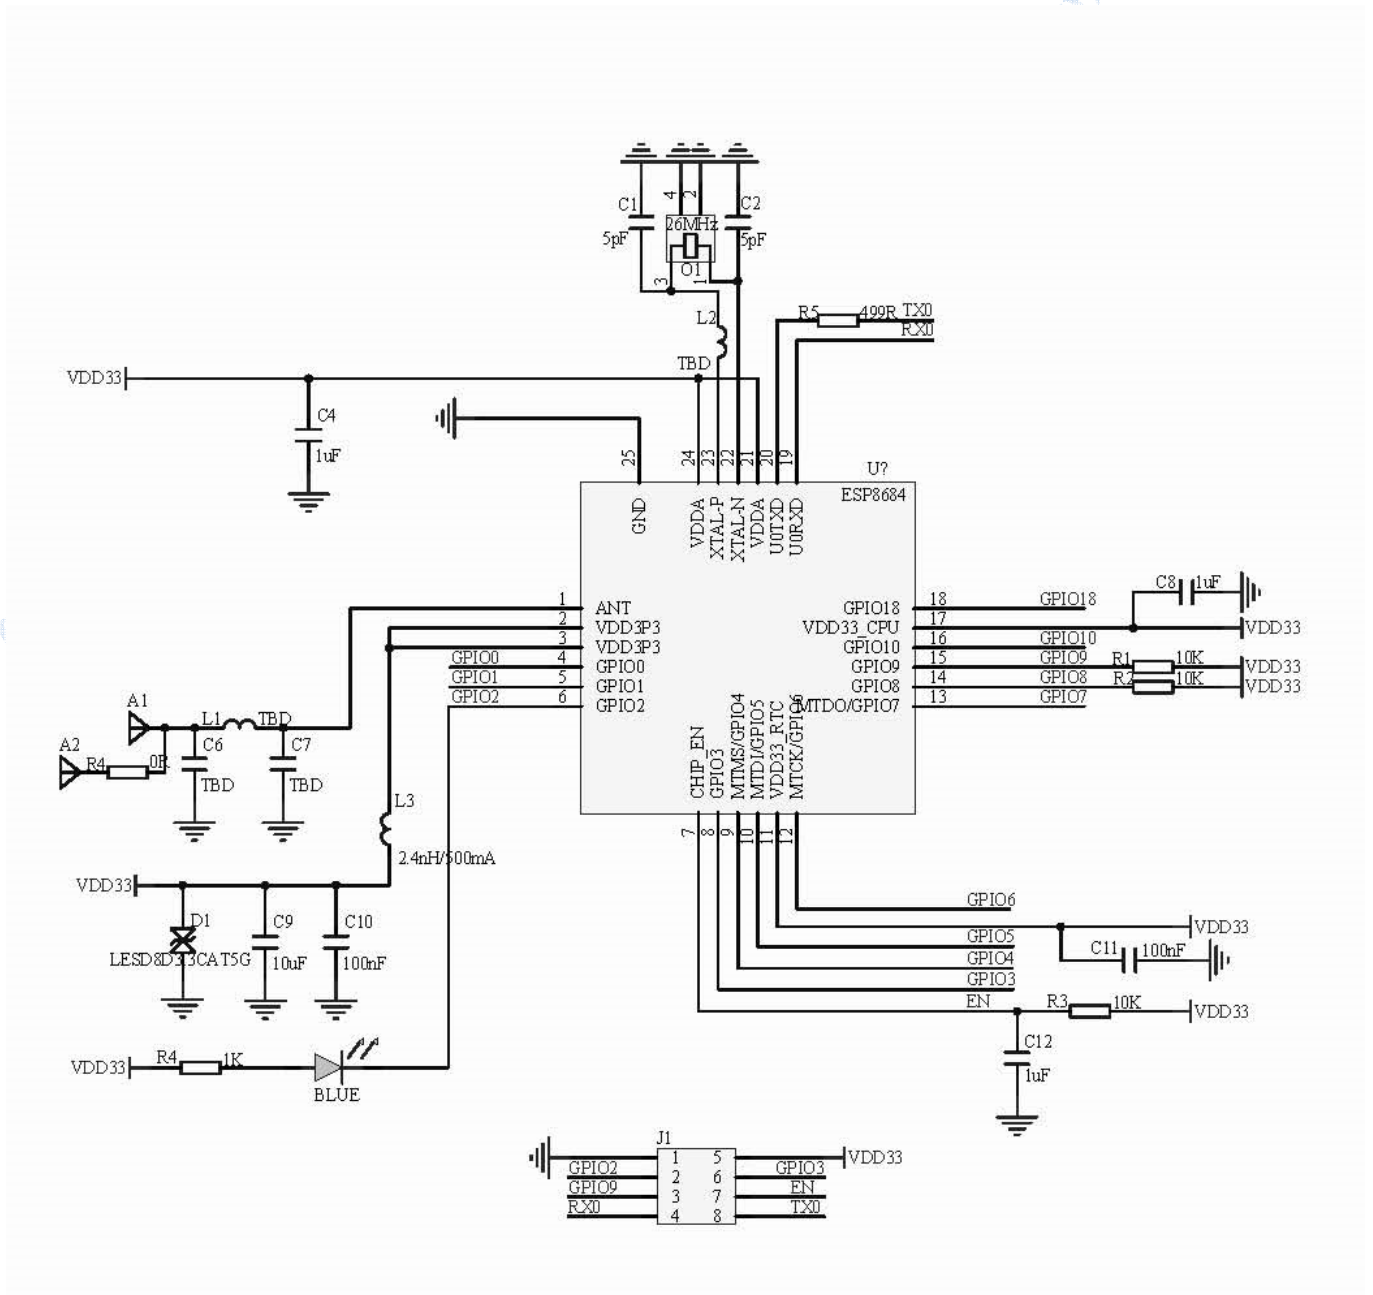 4
2
C1
C2
26MHz
5pF
5pF
O1
3
1
L2
R5
499R
TX0
RX0
TBD
VDD33
C4
1uF
25
24
23
22
21
20
19
U?
ESP8684
GND
VDDA
XTAL-P
XTAL-N
VDDA
U0TXD
U0RXD
C8
1uF
1
ANT
GPIO18
18
GPIO18
2
VDD3P3
VDD33_CPU
17
VDD33
3
VDD3P3
GPIO10
16
GPIO10
GPIO0
4
GPIO0
GPIO9
15
GPIO9
R1
10K
VDD33
GPIO1
5
GPIO1
GPIO8
14
GPIO8
R2
10K
VDD33
GPIO2
6
GPIO2
MTDO/GPIO7
13
GPIO7
CHIP_EN
GPIO3
MTMS/GPIO4
MTDI/GPIO5
VDD33_RTC
MTCK/GPIO6
7
8
9
10
11
12
A1
L1
TBD
A2
R4
0R
C6
TBD
C7
TBD
L3
2.4nH/500mA
VDD33
D1
LESD8D3.3CAT5G
C9
10uF
C10
100nF
GPIO6
VDD33
GPIO5
C11
100nF
GPIO4
GPIO3
EN
R3
10K
VDD33
C12
1uF
VDD33
R4
1K
BLUE
J1
1
5
VDD33
GPIO2
2
6
GPIO3
GPIO9
3
7
EN
RX0
4
8
TX0